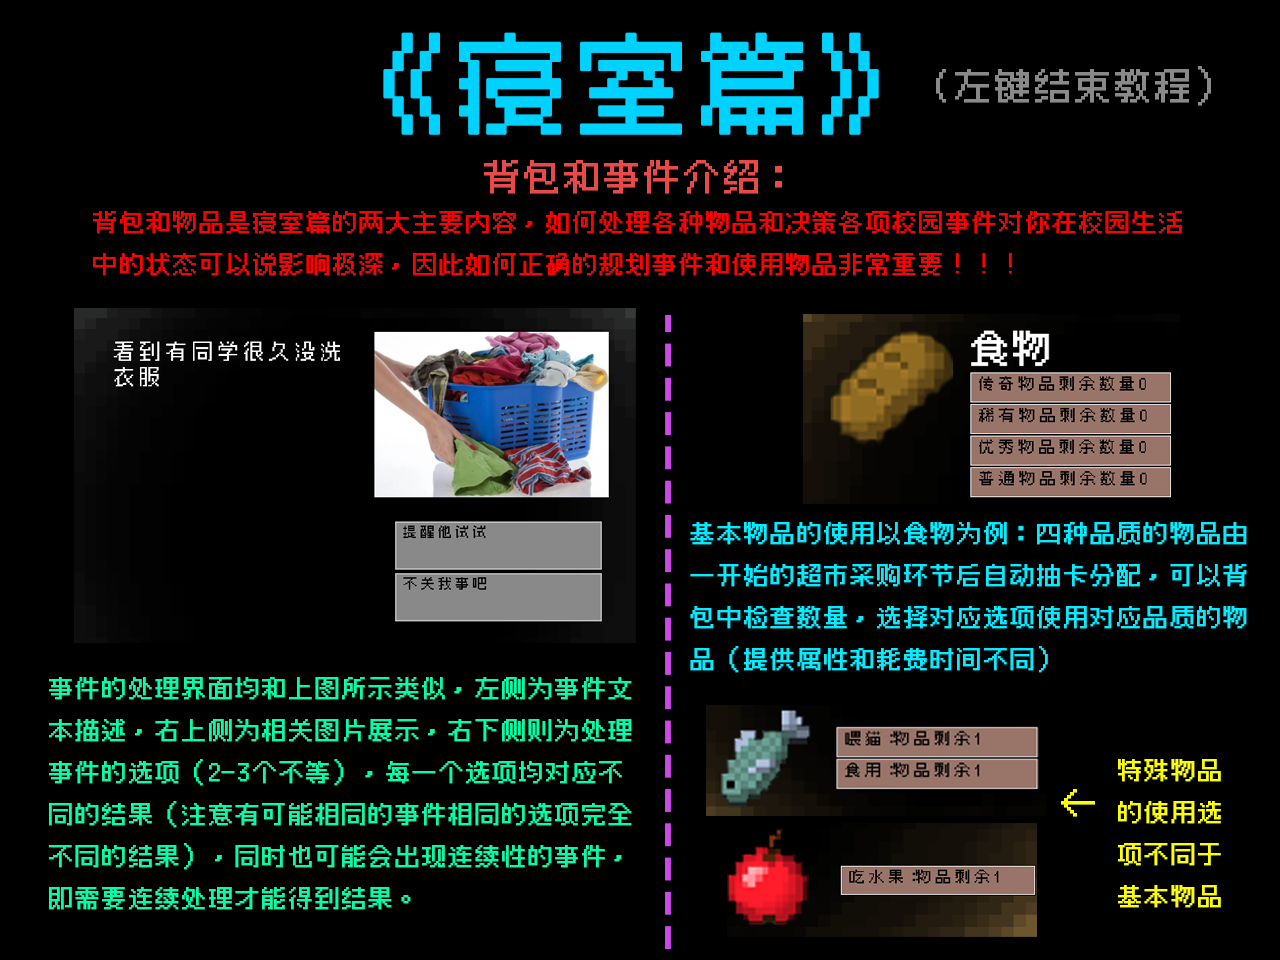 《寝室篇》
（左键结束教程）
背包和事件介绍：
背包和物品是寝室篇的两大主要内容，如何处理各种物品和决策各项校园事件对你在校园生活
中的状态可以说影响极深，因此如何正确的规划事件和使用物品非常重要！！！
看到有同学很久没洗
衣服
提醒他试试
不关我事吧
事件的处理界面均和上图所示类似，左侧为事件文
本描述，右上侧为相关图片展示，右下侧则为处理
事件的选项（2-3个不等），每一个选项均对应不
同的结果（注意有可能相同的事件相同的选项完全
不同的结果），同时也可能会出现连续性的事件，
即需要连续处理才能得到结果。
食物
传奇物品剩余数量0
稀有物品剩余数量0
优秀物品剩余数量0
普通物品剩余数量0
基本物品的使用以食物为例：四种品质的物品由
一开始的超市采购环节后自动抽卡分配，可以背
包中检查数量，选择对应选项使用对应品质的物
品（提供属性和耗费时间不同）
喂猫 物品剩余1
食用 物品剩余1
吃水果 物品剩余1
特殊物品
的使用选
项不同于
基本物品